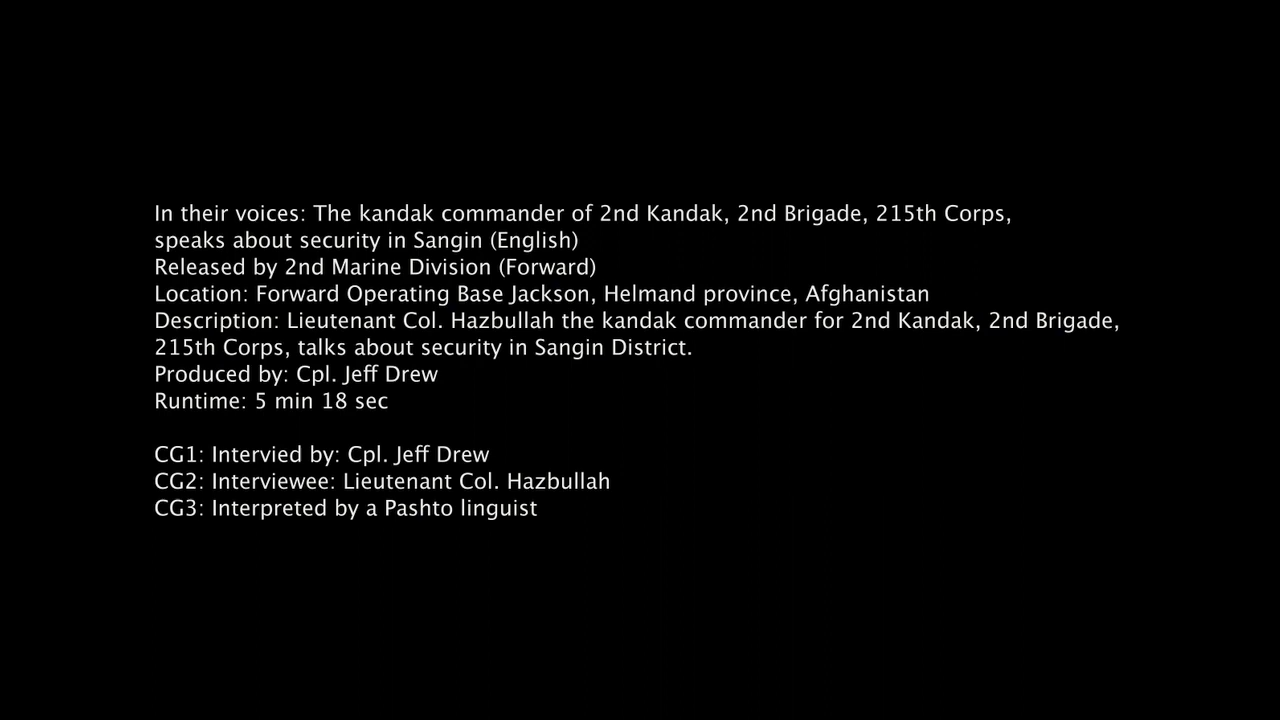 In their voices: The kandak commander of 2nd Kandak, 2nd Brigade, 215th Corps,
speaks about security in Sangin (English)
Released by 2nd Marine Division (Forward)
Location: Forward Operating Base Jackson, Helmand province, Afghanistan
Description: Lieutenant Col. Hazbullah the kandak commander for 2nd Kandak, 2nd Brigade,
215th Corps, talks about security in Sangin District.
Produced by: Cpl. Jeff Drew
Runtime: 5 min 18 sec
CG1: Intervied by: Cpl. Jeff Drew
CG2: Interviewee: Lieutenant Col. Hazbullah
CG3: Interpreted by a Pashto linguist